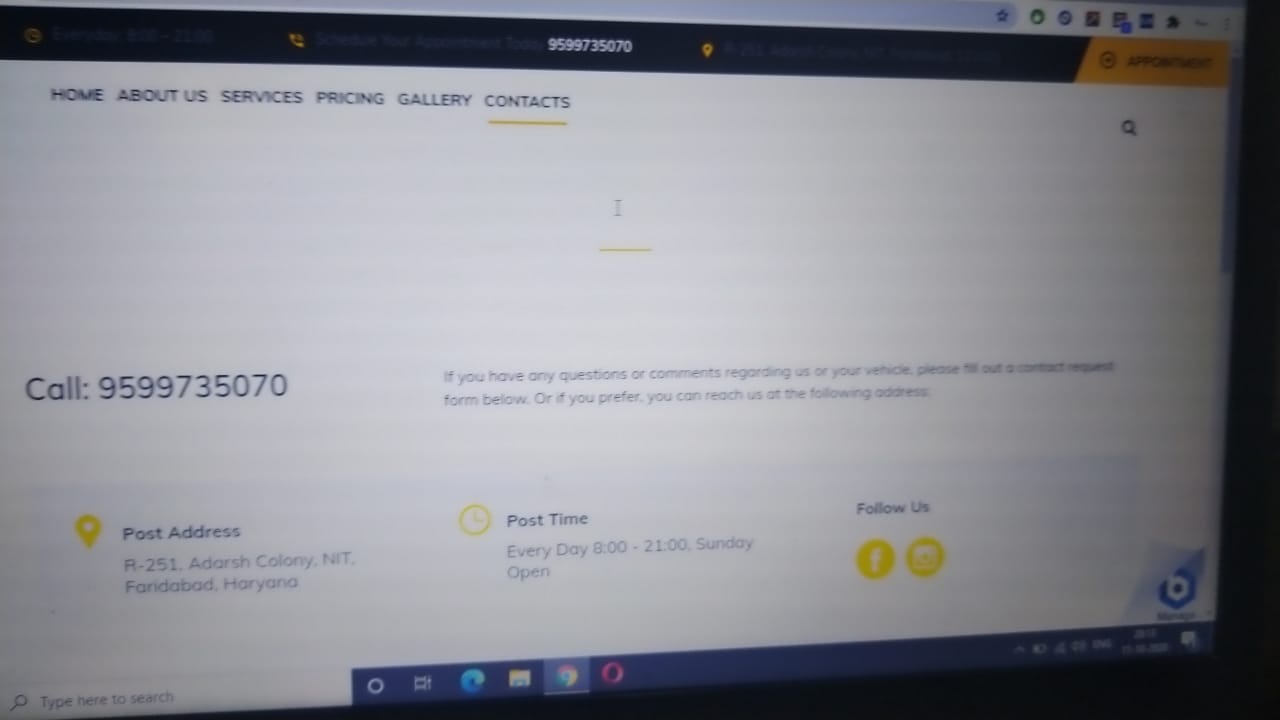 Everyday: 8:00 - 21:00
Schedule Your Appointment Today 9599735070
R-251, Adarsh Colony, NIT,
APPOINTMENT
HOME ABOUT US SERVICES PRICING GALLERY CONTACTS
Call: 9599735070
If you have any questions or comments regarding us or your vehicle, please fill out a contact request
form below. Or if you prefer, you can reach us at the following address:
Post Address
R-251, Adarsh Colony, NIT,
Faridabad, Haryana
Post Time
Every Day 8:00 - 21:00, Sunday
Open
Follow Us
Manage
ENG
Type here to search